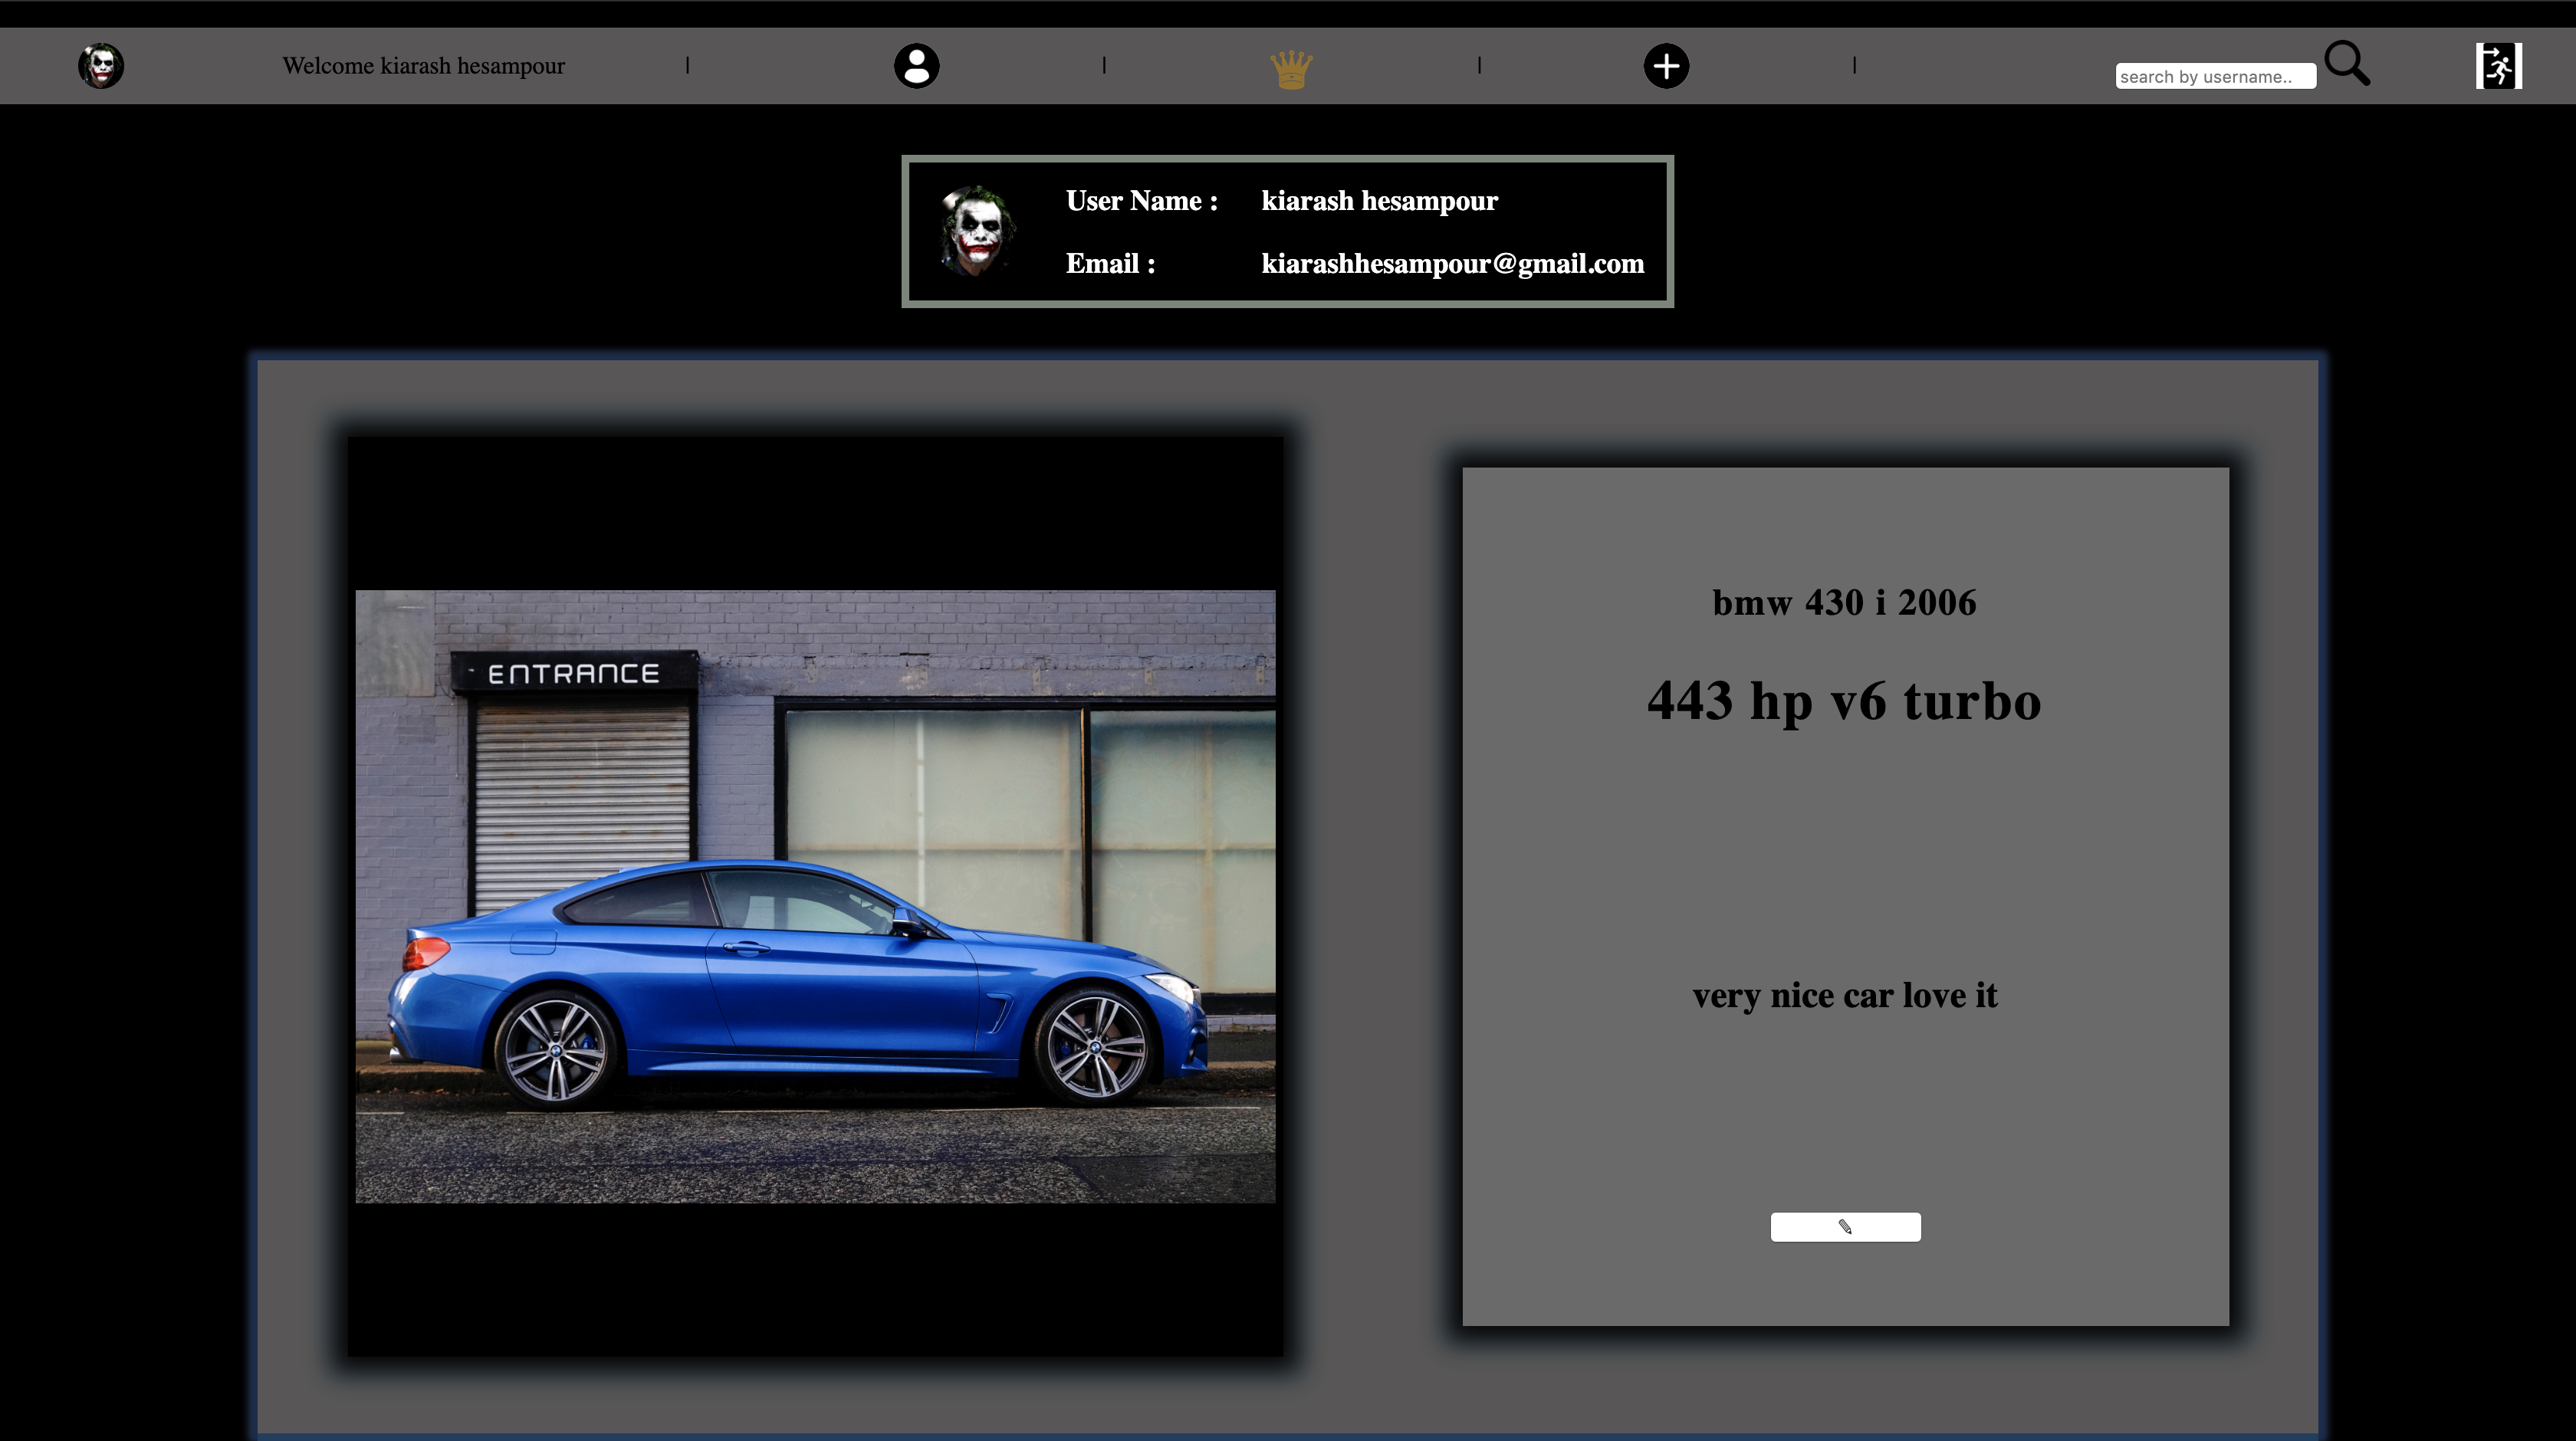 Welcome kiarash hesampour
|
|
|
|
search by username..
User Name : kiarash hesampour
Email : kiarashhesampour@gmail.com
ENTRANCE
bmw 430 i 2006
443 hp v6 turbo
very nice car love it